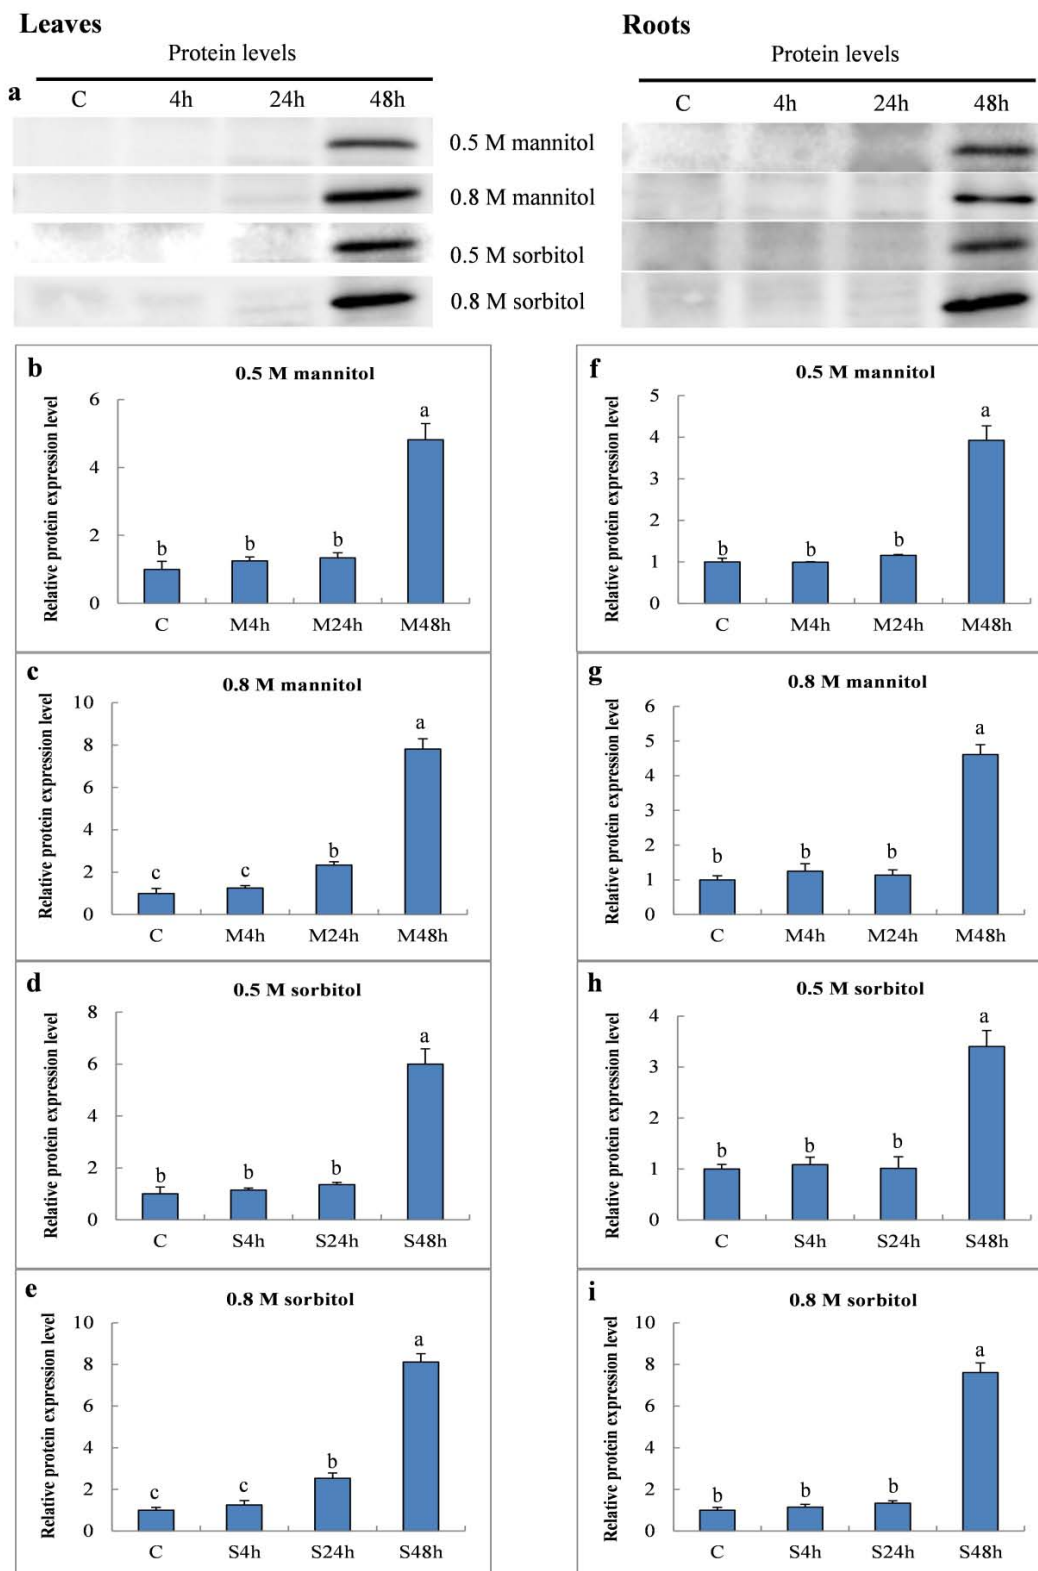 Leaves
Roots
Protein levels
Protein levels
a
C 4h 24h 48h
C 4h 24h 48h
0.5 M mannitol
0.8 M mannitol
0.5 M sorbitol
0.8 M sorbitol
b
0.5 M mannitol
Relative protein expression level
6
4
2
0
b b b a
C M4h M24h M48h
f
0.5 M mannitol
Relative protein expression level
5
4
3
2
1
0
b b b a
C M4h M24h M48h
c
0.8 M mannitol
Relative protein expression level
10
8
6
4
2
0
c c b a
C M4h M24h M48h
g
0.8 M mannitol
Relative protein expression level
6
5
4
3
2
1
0
b b b a
C M4h M24h M48h
d
0.5 M sorbitol
Relative protein expression level
8
6
4
2
0
b b b a
C S4h S24h S48h
h
0.5 M sorbitol
Relative protein expression level
4
3
2
1
0
b b b a
C S4h S24h S48h
e
0.8 M sorbitol
Relative protein expression level
10
8
6
4
2
0
c c b a
C S4h S24h S48h
i
0.8 M sorbitol
Relative protein expression level
10
8
6
4
2
0
b b b a
C S4h S24h S48h